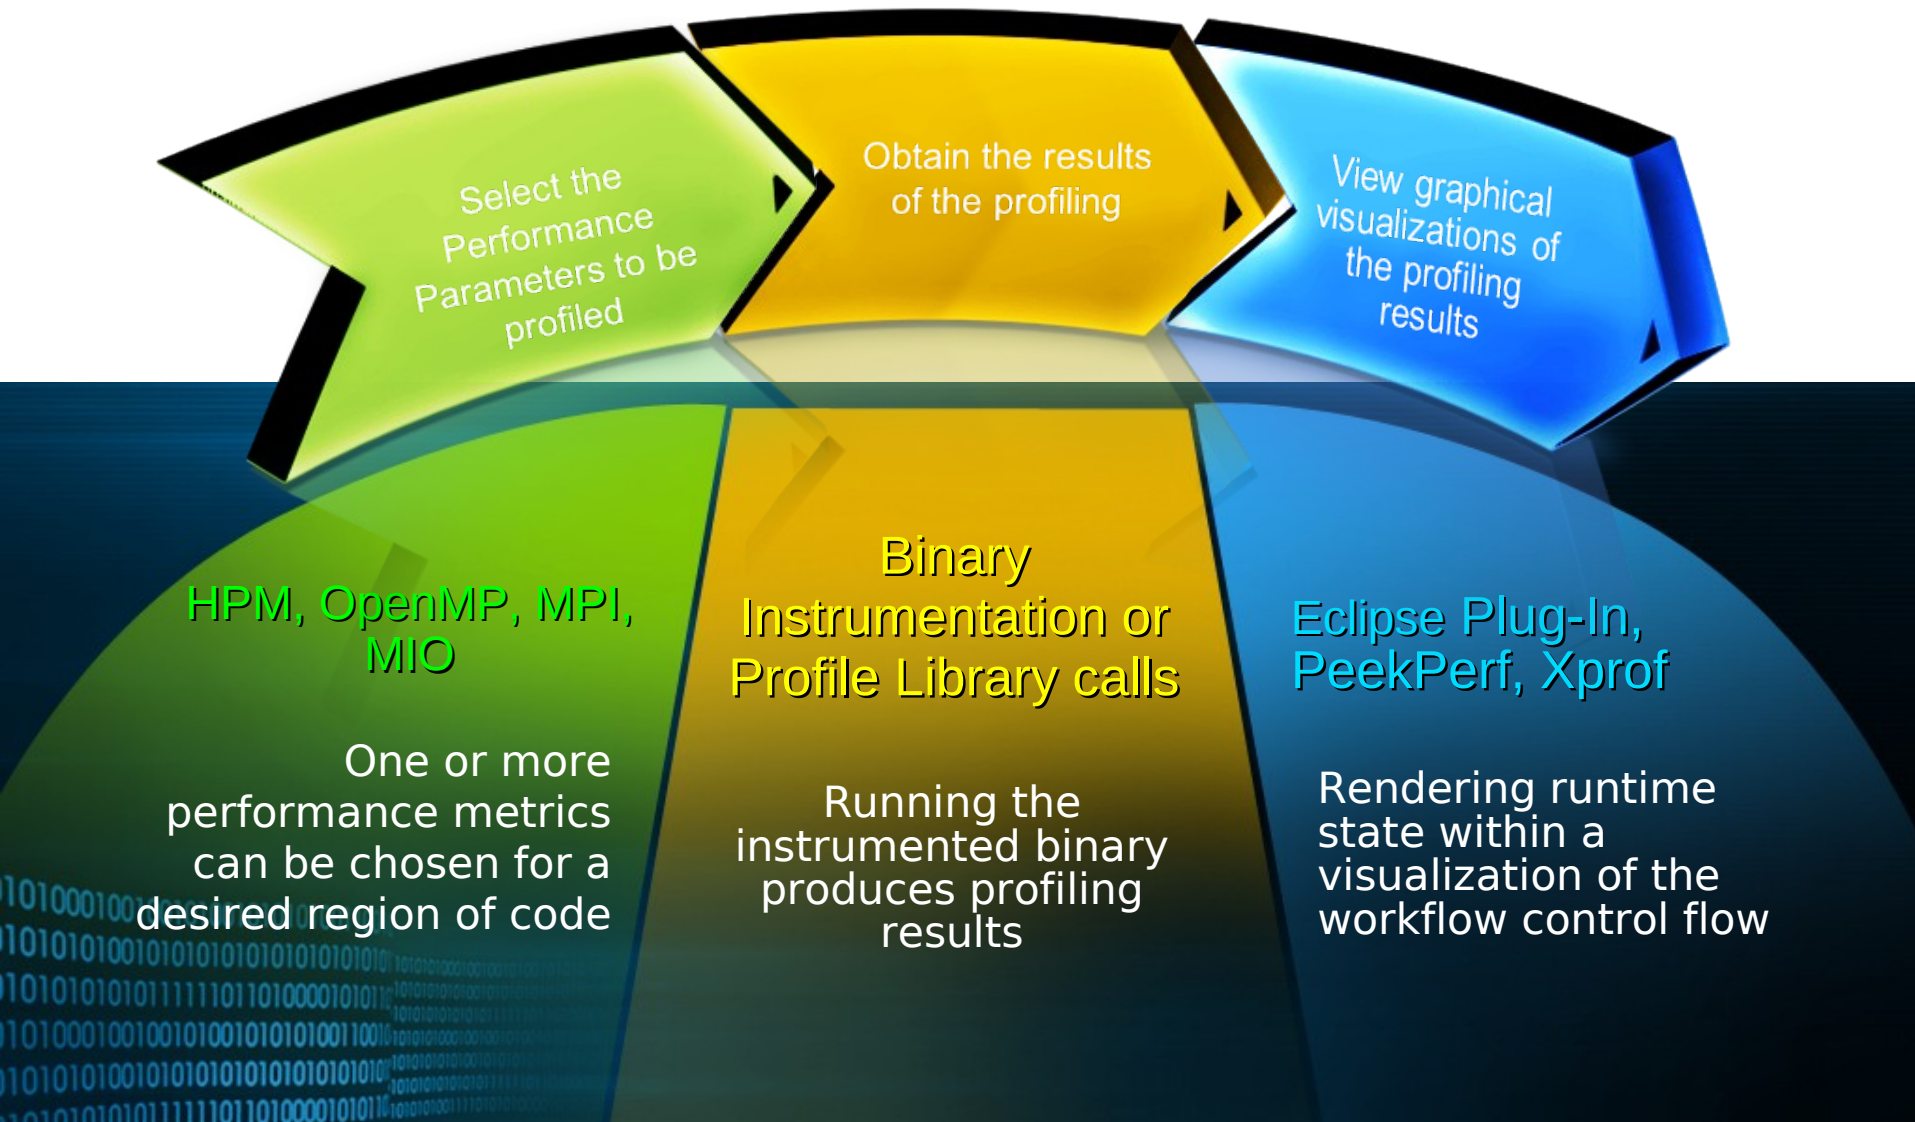 Select the
Performance
Parameters to be
profiled
Obtain the results
of the profiling
View graphical
visualizations of
the profiling
results
HPM, OpenMP, MPI,
MIO
One or more
performance metrics
can be chosen for a
desired region of code
Binary
Instrumentation or
Profile Library calls
Running the
instrumented binary
produces profiling
results
Eclipse Plug-In,
PeekPerf, Xprof
Rendering runtime
state within a
visualization of the
workflow control flow